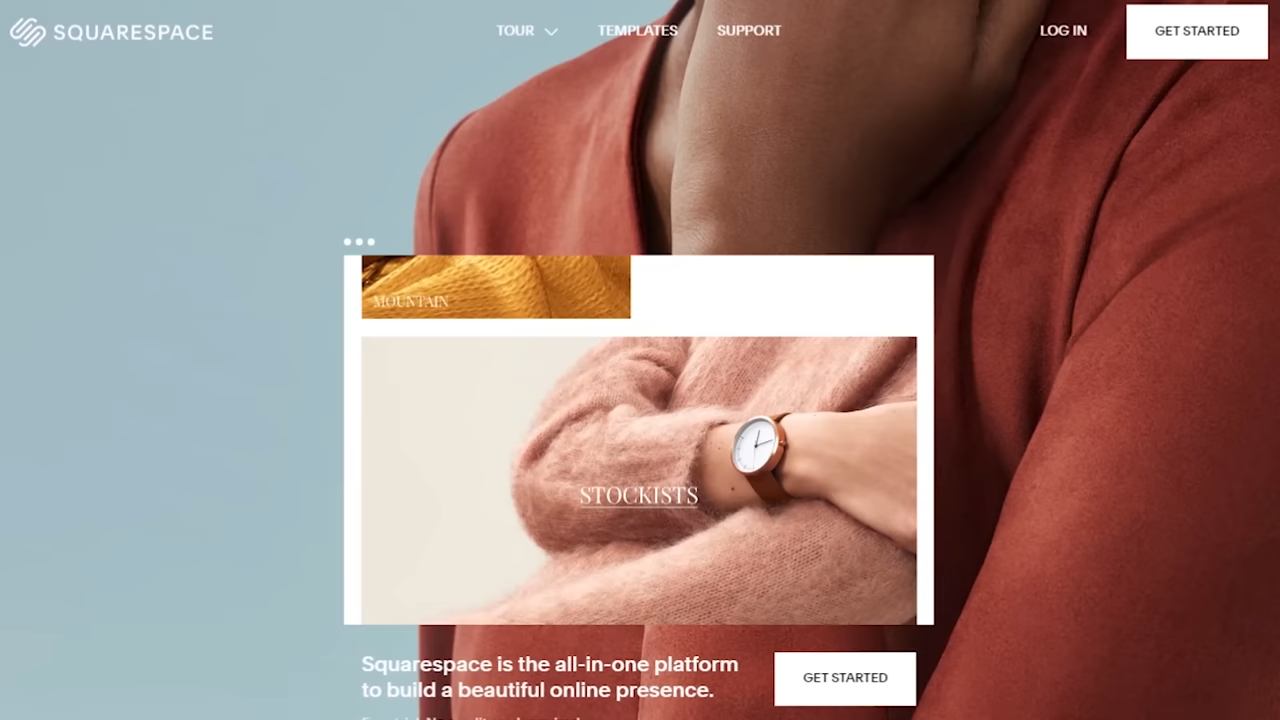 SQUARESPACE
TOUR
TEMPLATES
SUPPORT
LOG IN
GET STARTED
MOUNTAIN
STOCKISTS
Squarespace is the all-in-one platform
to build a beautiful online presence.
GET STARTED